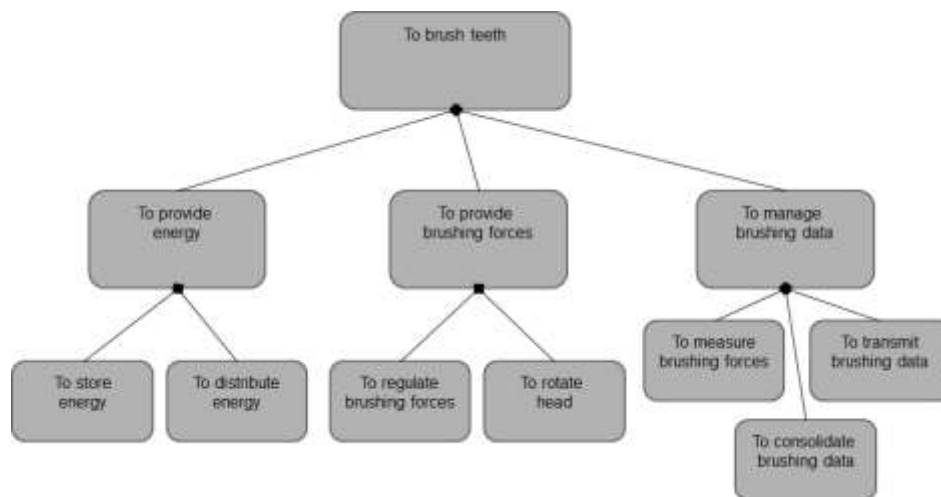 To brush teeth
To provide
energy
To provide
brushing forces
To manage
brushing data
To store
energy
To distribute
energy
To regulate
brushing forces
To rotate
head
To measure
brushing forces
To transmit
brushing data
To consolidate
brushing data